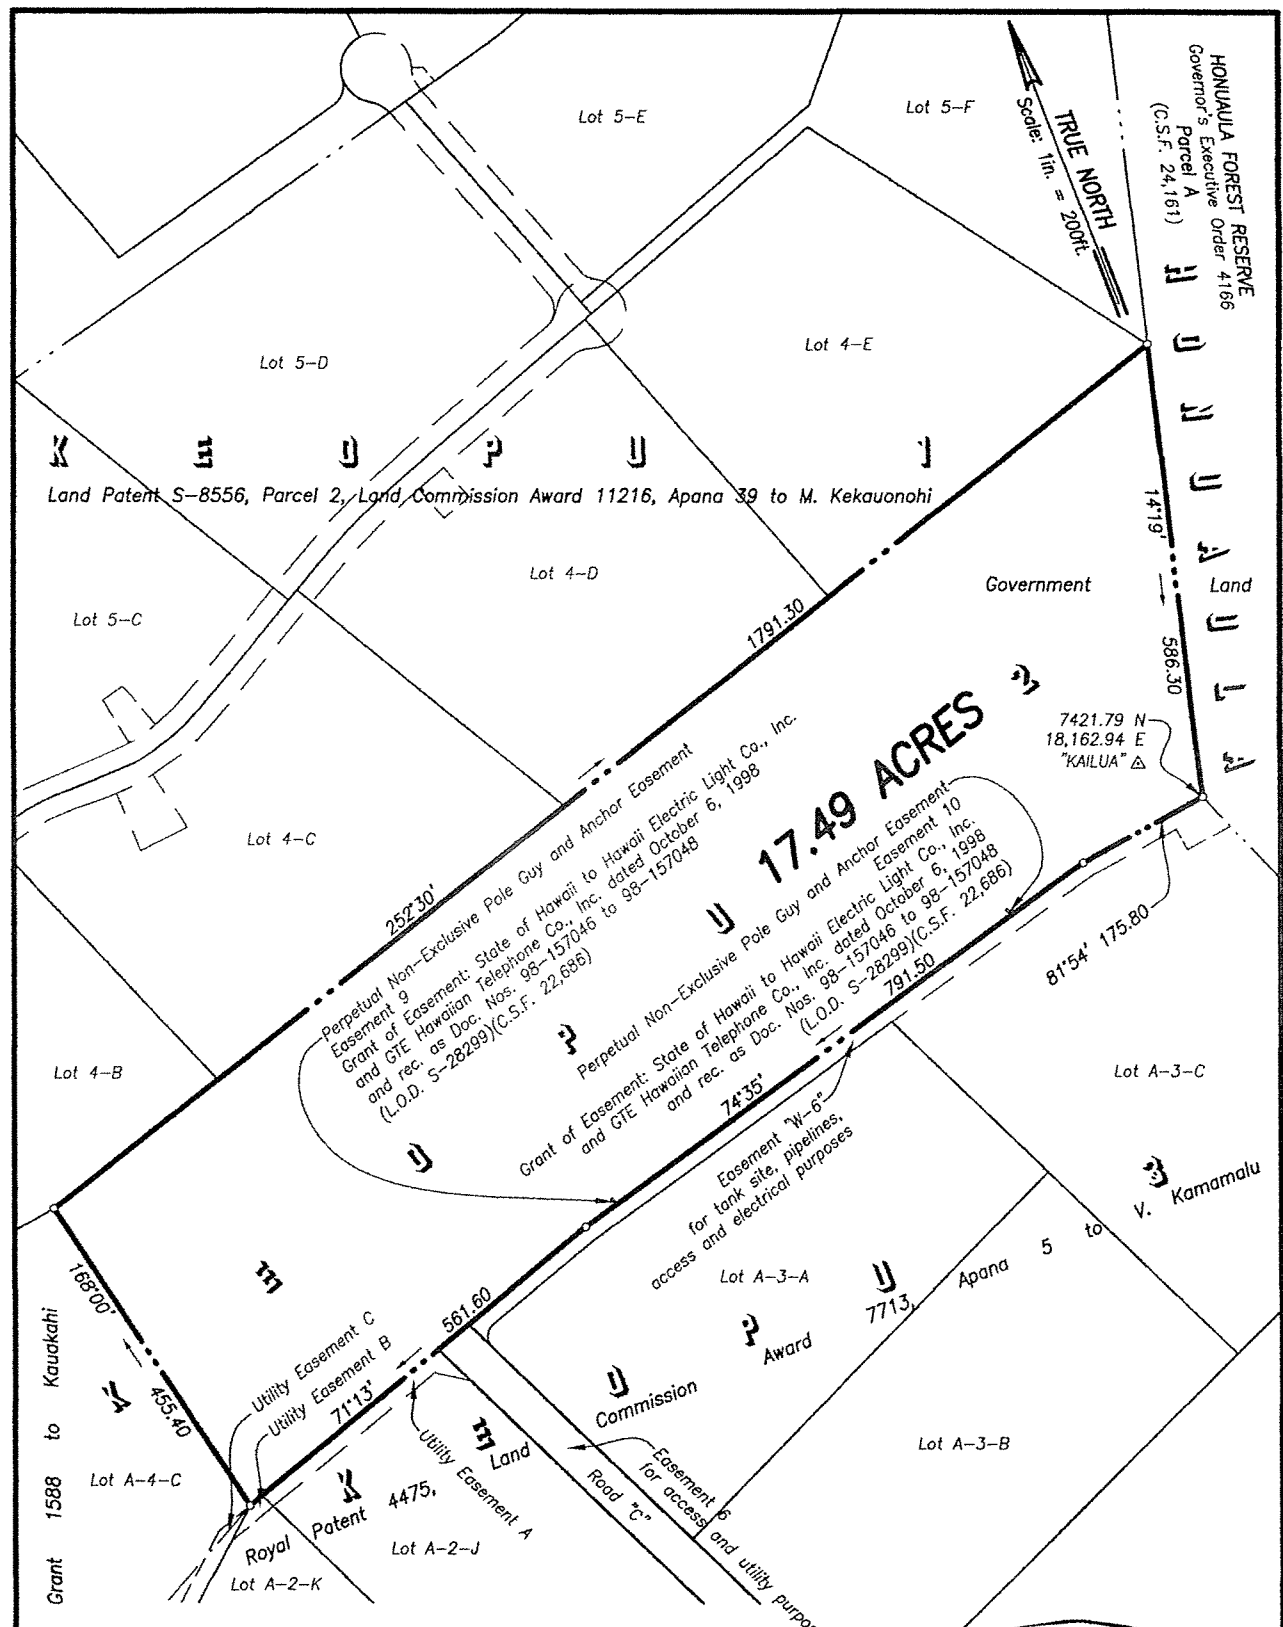 HONUAULA FOREST RESERVE
Governor's Executive Order 4166
Parcel A
(C.S.F. 24,161)
TRUE NORTH
Scale: 1in. = 200ft.
Lot 5-E
Lot 5-F
Lot 5-D
Lot 4-E
HONUAULA
KEOPU 1
Land Patent S-8556, Parcel 2, Land Commission Award 11216, Apana 39 to M. Kekauonohi
14°19'
586.30
Lot 4-D
Government Land
Lot 5-C
1791.30
7421.79 N
18,162.94 E
"KAILUA"
17.49 ACRES
KEOPU 2
Lot 4-C
252°30'
Perpetual Non-Exclusive Pole Guy and Anchor Easement
Easement 9
Grant of Easement: State of Hawaii to Hawaii Electric Light Co., Inc.
and GTE Hawaiian Telephone Co., Inc. dated October 6, 1998
and rec. as Doc. Nos. 98-157046 to 98-157048
(L.O.D. S-28299)(C.S.F. 22,686)
Perpetual Non-Exclusive Pole Guy and Anchor Easement
Easement 10
Grant of Easement: State of Hawaii to Hawaii Electric Light Co., Inc.
and GTE Hawaiian Telephone Co., Inc. dated October 6, 1998
and rec. as Doc. Nos. 98-157046 to 98-157048
(L.O.D. S-28299)(C.S.F. 22,686)
791.50
74°35'
81°54' 175.80
Lot 4-B
Lot A-3-C
Easement "W-6"
for tank site, pipelines,
access and electrical purposes
Lot A-3-A
KEOPU 3
Royal Patent 4475, Land Commission Award 7713, Apana 5 to V. Kamamalu
168°00'
455.40
561.60
71°13'
Utility Easement C
Utility Easement B
Utility Easement A
Grant 1588 to Kauakahi
Lot A-4-C
Lot A-3-B
Road "C"
Easement 6
for access and utility
Lot A-2-J
Lot A-2-K